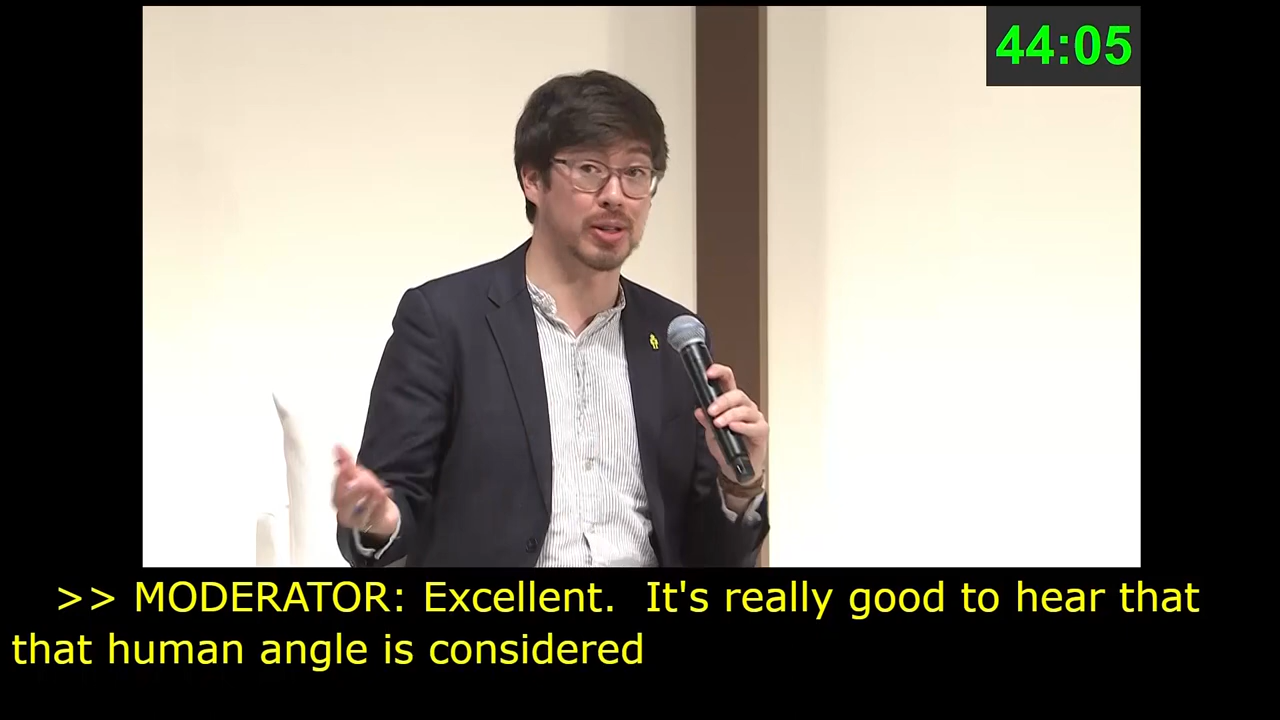 44:05
>> MODERATOR: Excellent.  It's really good to hear that
that human angle is considered